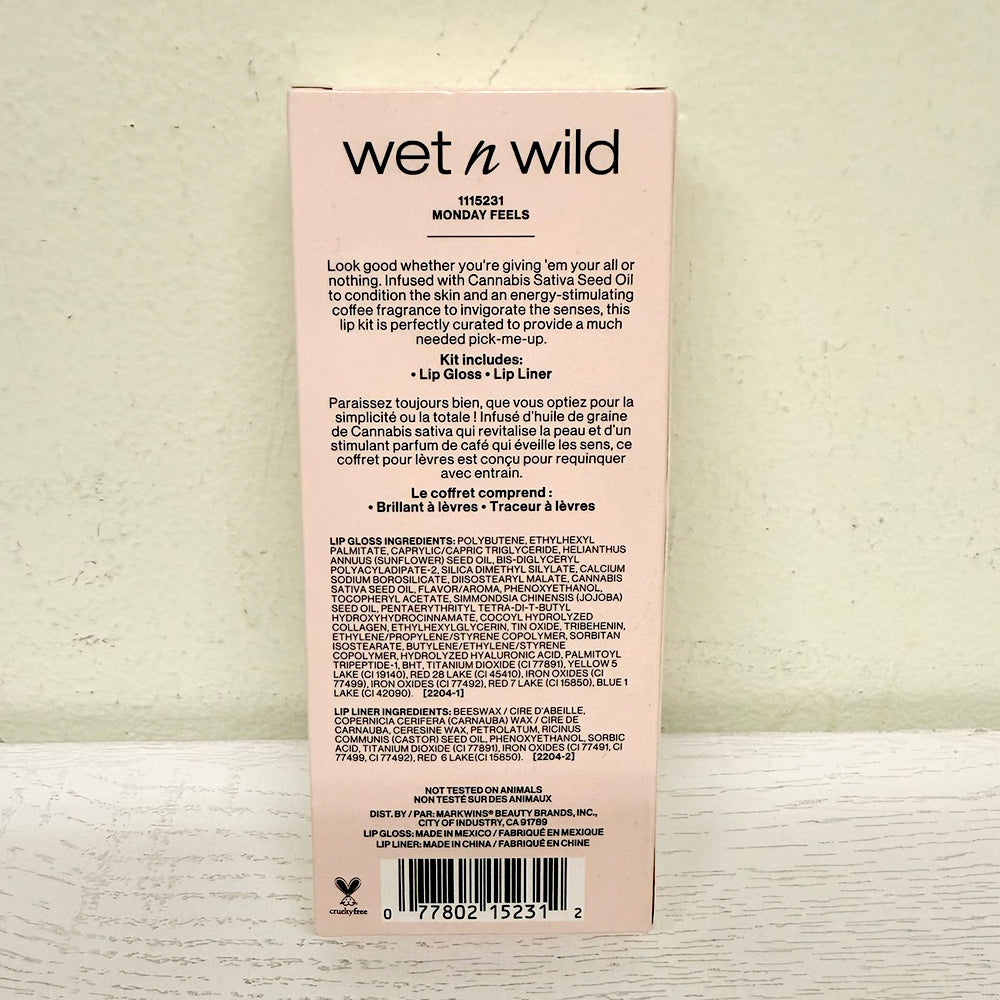 wet n wild
1115231
MONDAY FEELS
Look good whether you're giving 'em your all or
nothing. Infused with Cannabis Sativa Seed Oil
to condition the skin and an energy-stimulating
coffee fragrance to invigorate the senses, this
lip kit is perfectly curated to provide a much
needed pick-me-up.
Kit includes:
• Lip Gloss • Lip Liner
Paraissez toujours bien, que vous optiez pour la
simplicité ou la totale ! Infusé d'huile de graine
de Cannabis sativa qui revitalise la peau et d'un
stimulant parfum de café qui éveille les sens, ce
coffret pour lèvres est conçu pour requinquer
avec entrain.
Le coffret comprend :
• Brillant à lèvres • Traceur à lèvres
LIP GLOSS INGREDIENTS: POLYBUTENE, ETHYLHEXYL
PALMITATE, CAPRYLIC/CAPRIC TRIGLYCERIDE, HELIANTHUS
ANNUUS (SUNFLOWER) SEED OIL, BIS-DIGLYCERYL
POLYACYLADIPATE-2, SILICA DIMETHYL SILYLATE, CALCIUM
SODIUM BOROSILICATE, DIISOSTEARYL MALATE, CANNABIS
SATIVA SEED OIL, FLAVOR/AROMA, PHENOXYETHANOL,
TOCOPHERYL ACETATE, SIMMONDSIA CHINENSIS (JOJOBA)
SEED OIL, PENTAERYTHRITYL TETRA-DI-T-BUTYL
HYDROXYHYDROCINNAMATE, COCOYL HYDROLYZED
COLLAGEN, ETHYLHEXYLGLYCERIN, TIN OXIDE, TRIBEHENIN,
ETHYLENE/PROPYLENE/STYRENE COPOLYMER, SORBITAN
ISOSTEARATE, BUTYLENE/ETHYLENE/STYRENE
COPOLYMER, HYDROLYZED HYALURONIC ACID, PALMITOYL
TRIPEPTIDE-1, BHT, TITANIUM DIOXIDE (CI 77891), YELLOW 5
LAKE (CI 19140), RED 28 LAKE (CI 45410), IRON OXIDES (CI
77499), IRON OXIDES (CI 77492), RED 7 LAKE (CI 15850), BLUE 1
LAKE (CI 42090). [2204-1]
LIP LINER INGREDIENTS: BEESWAX / CIRE D'ABEILLE,
COPERNICIA CERIFERA (CARNAUBA) WAX / CIRE DE
CARNAUBA, CERESINE WAX, PETROLATUM, RICINUS
COMMUNIS (CASTOR) SEED OIL, PHENOXYETHANOL, SORBIC
ACID, TITANIUM DIOXIDE (CI 77891), IRON OXIDES (CI 77491, CI
77499, CI 77492), RED 6 LAKE(CI 15850). [2204-2]
NOT TESTED ON ANIMALS
NON TESTÉ SUR DES ANIMAUX
DIST. BY / PAR: MARKWINS® BEAUTY BRANDS, INC.,
CITY OF INDUSTRY, CA 91789
LIP GLOSS: MADE IN MEXICO / FABRIQUÉ EN MEXIQUE
LIP LINER: MADE IN CHINA / FABRIQUÉ EN CHINE
crueltyfree
0 77802 15231 2